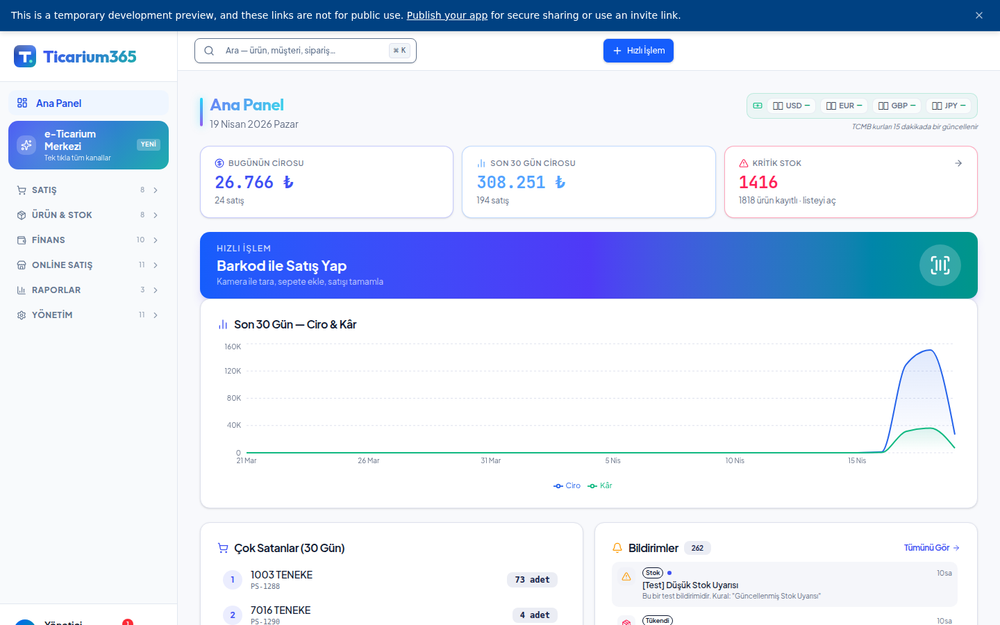 This is a temporary development preview, and these links are not for public use. Publish your app for secure sharing or use an invite link.
Ticarium365
Ara — ürün, müşteri, sipariş...
⌘ K
Hızlı İşlem
Ana Panel
e-Ticarium Merkezi
Tek tıkla tüm kanallar
YENİ
SATIŞ 8
ÜRÜN & STOK 8
FİNANS 10
ONLİNE SATIŞ 11
RAPORLAR 3
YÖNETİM 11
Yönetici
1
Ana Panel
19 Nisan 2026 Pazar
USD —
EUR —
GBP —
JPY —
TCMB kurları 15 dakikada bir güncellenir
BUGÜNÜN CİROSU
26.766 ₺
24 satış
SON 30 GÜN CİROSU
308.251 ₺
194 satış
KRİTİK STOK
1416
1818 ürün kayıtlı · listeyi aç
HIZLI İŞLEM
Barkod ile Satış Yap
Kamera ile tara, sepete ekle, satışı tamamla
Son 30 Gün — Ciro & Kâr
160K
120K
80K
40K
0
21 Mar 26 Mar 31 Mar 5 Nis 10 Nis 15 Nis
Ciro Kâr
Çok Satanlar (30 Gün)
1 1003 TENEKE 73 adet
PS-1288
2 7016 TENEKE 4 adet
PS-1290
Bildirimler 262
Tümünü Gör
Stok 10sa
[Test] Düşük Stok Uyarısı
Bu bir test bildirimidir. Kural: "Güncellenmiş Stok Uyarısı"
Tükendi 10sa